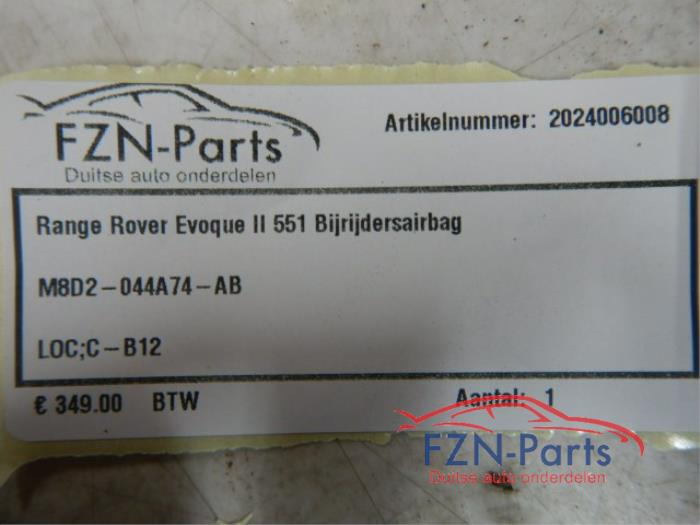 FZN-Parts
Duitse auto onderdelen
Artikelnummer: 2024006008
Range Rover Evoque II 551 Bijrijdersairbag
M8D2-044A74-AB
LOC;C-B12
€ 349.00 BTW
Aantal: 1
FZN-Parts
Duitse auto onderdelen